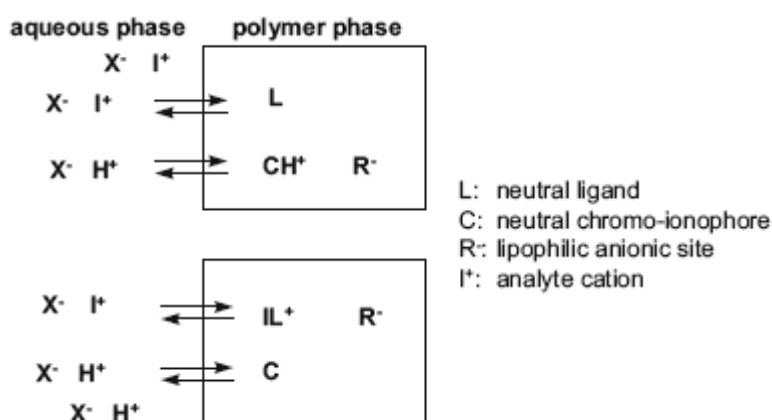 aqueous phase polymer phase
X- I+
X- I+ L
X- H+ CH+ R-
L: neutral ligand
C: neutral chromo-ionophore
R-: lipophilic anionic site
I+: analyte cation
X- I+ IL+ R-
X- H+ C
X- H+